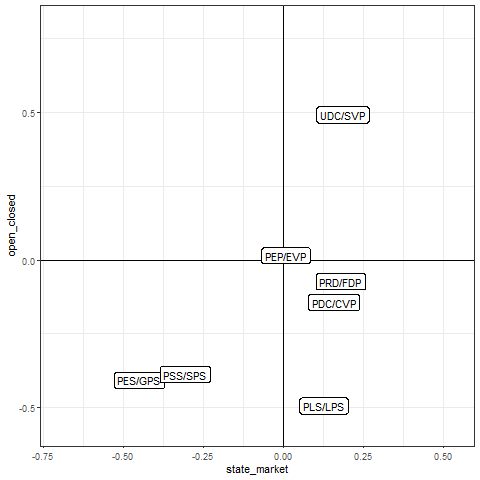 open_closed
0.5
0.0
-0.5
UDC/SVP
PEP/EVP
PRD/FDP
PDC/CVP
PES/GPS
PSS/SPS
PLS/LPS
-0.75
-0.50
-0.25
0.00
0.25
0.50
state_market